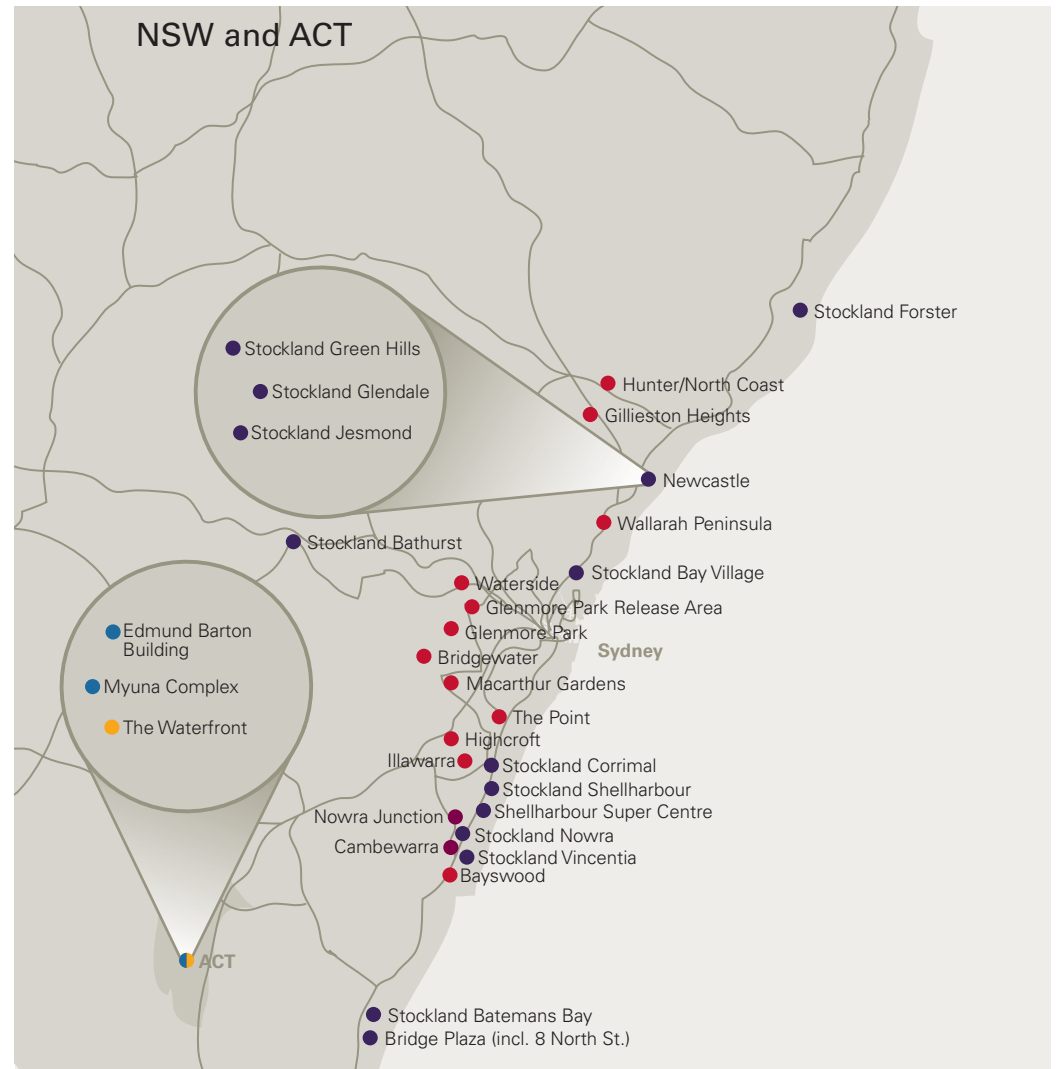 NSW and ACT
Stockland Forster
Stockland Green Hills
Hunter/North Coast
Stockland Glendale
Gillieston Heights
Stockland Jesmond
Newcastle
Wallarah Peninsula
Stockland Bathurst
Stockland Bay Village
Waterside
Glenmore Park Release Area
Edmund Barton
Building
Glenmore Park
Sydney
Bridgewater
Myuna Complex
Macarthur Gardens
The Point
The Waterfront
Highcroft
Illawarra
Stockland Corrimal
Stockland Shellharbour
Shellharbour Super Centre
Nowra Junction
Stockland Nowra
Cambewarra
Stockland Vincentia
Bayswood
ACT
Stockland Batemans Bay
Bridge Plaza (incl. 8 North St.)